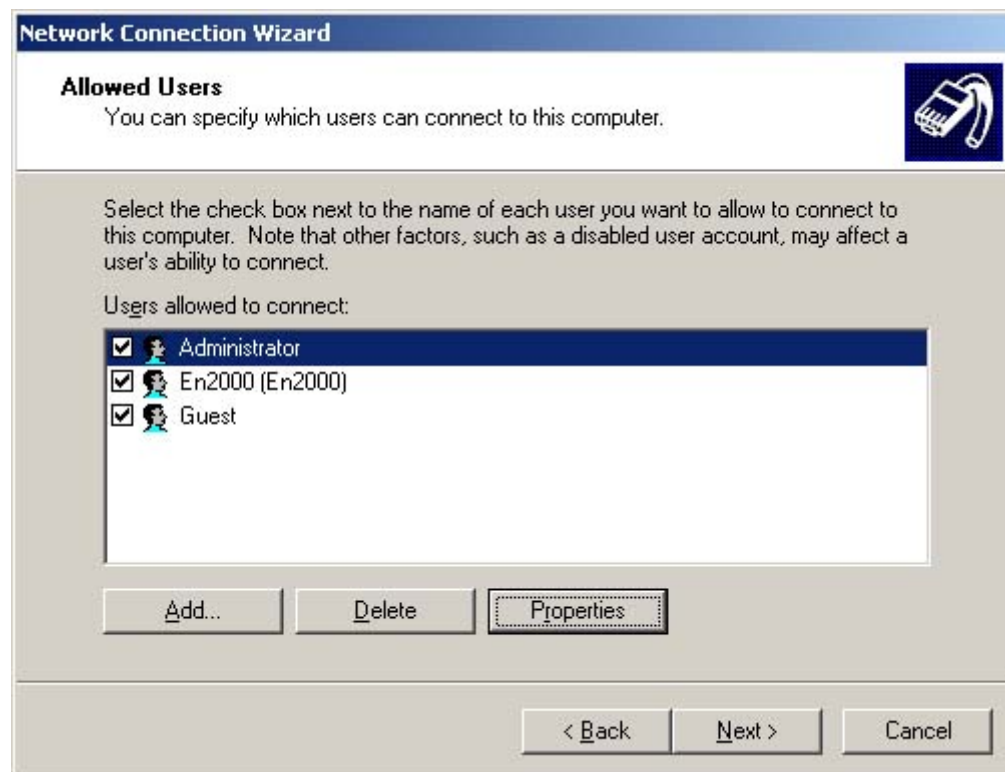 Network Connection Wizard
Allowed Users
You can specify which users can connect to this computer.
Select the check box next to the name of each user you want to allow to connect to
this computer.  Note that other factors, such as a disabled user account, may affect a
user's ability to connect.
Users allowed to connect:
Administrator
En2000 (En2000)
Guest
Add... Delete Properties
< Back Next > Cancel